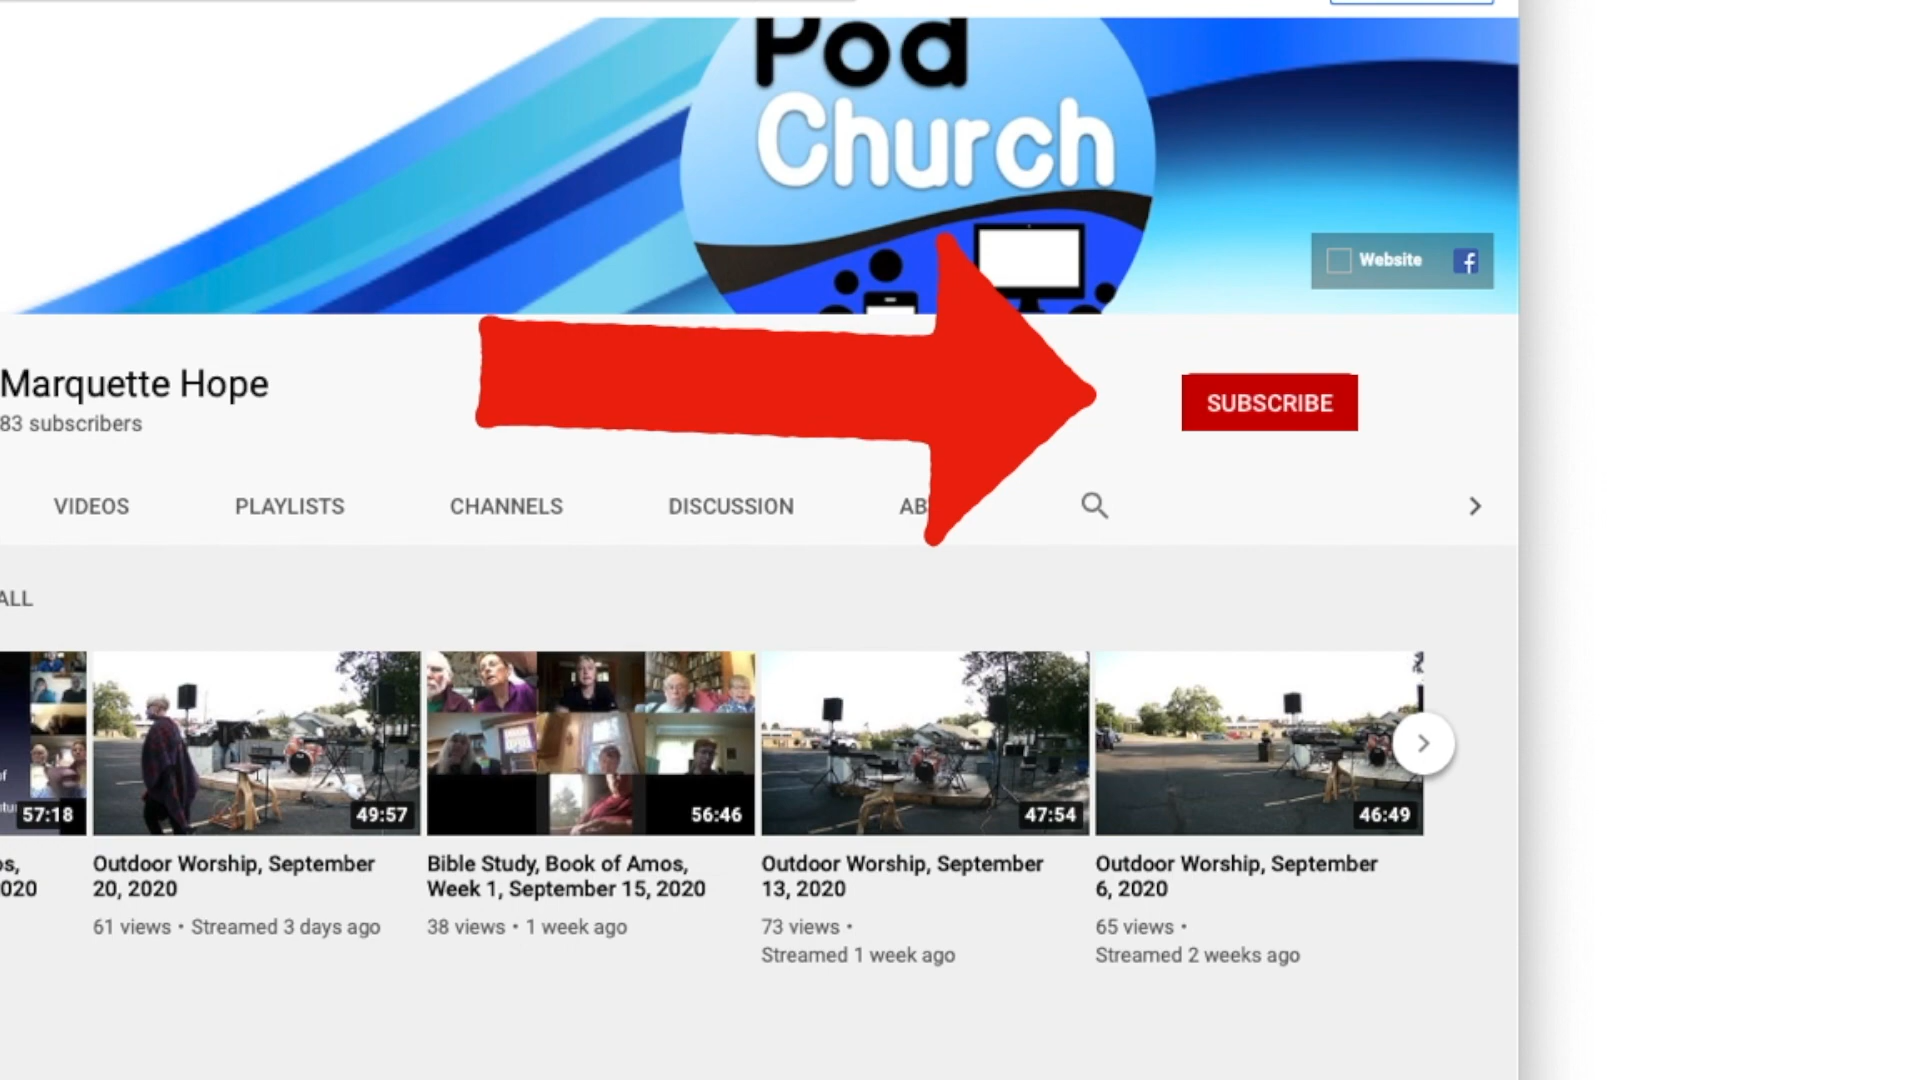 Pod
Church
Website
Marquette Hope
83 subscribers
SUBSCRIBE
VIDEOS PLAYLISTS CHANNELS DISCUSSION AB
ALL
57:18
49:57
56:46
47:54
46:49
os,
020
Outdoor Worship, September
20, 2020
61 views • Streamed 3 days ago
Bible Study, Book of Amos,
Week 1, September 15, 2020
38 views • 1 week ago
Outdoor Worship, September
13, 2020
73 views •
Streamed 1 week ago
Outdoor Worship, September
6, 2020
65 views •
Streamed 2 weeks ago